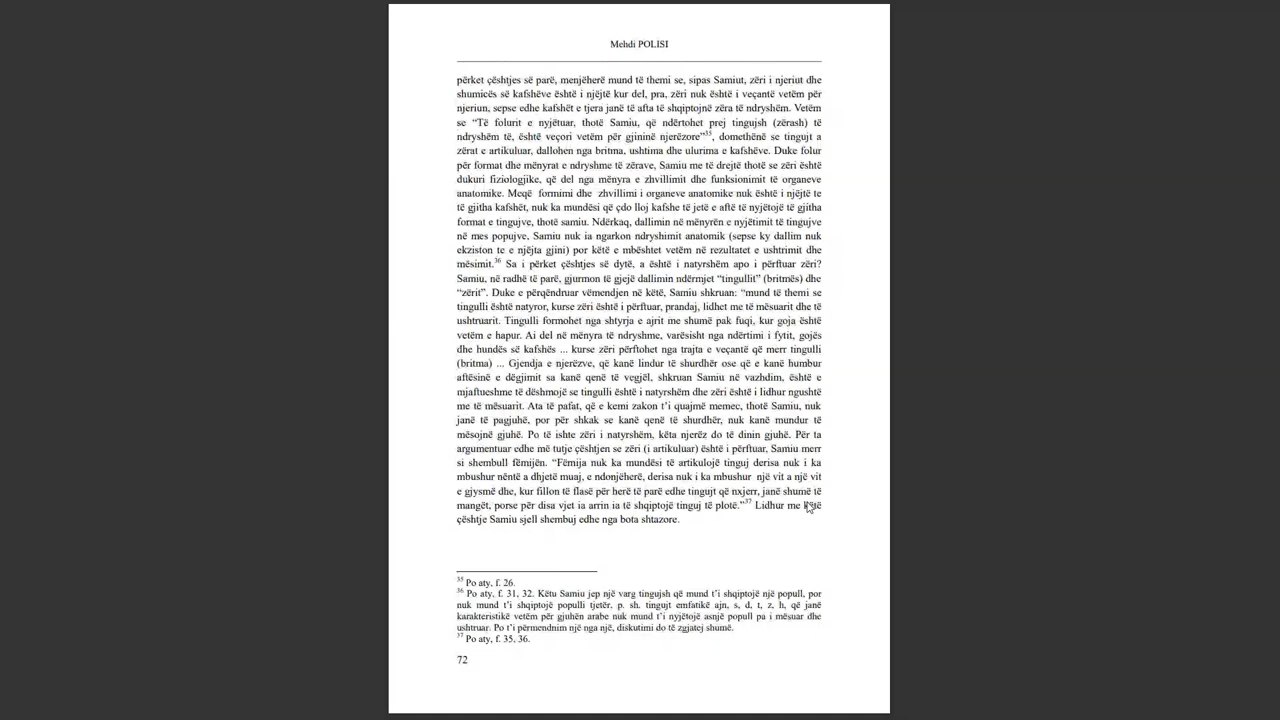 Mehdi POLISI
përket çështjes së parë, menjëherë mund të themi se, sipas Samiut, zëri i njeriut dhe
shumicës së kafshëve është i njëjtë kur del, pra, zëri nuk është i veçantë vetëm për
njeriun, sepse edhe kafshët e tjera janë të afta të shqiptojnë zëra të ndryshëm. Vetëm
se “Të folurit e nyjëtuar, thotë Samiu, që ndërtohet prej tingujsh (zërash) të
ndryshëm të, është veçori vetëm për gjininë njerëzore”35, domethënë se tingujt a
zërat e artikuluar, dallohen nga britma, ushtima dhe ulurima e kafshëve. Duke folur
për format dhe mënyrat e ndryshme të zërave, Samiu me të drejtë thotë se zëri është
dukuri fiziologjike, që del nga mënyra e zhvillimit dhe funksionimit të organeve
anatomike. Meqë formimi dhe zhvillimi i organeve anatomike nuk është i njëjtë te
të gjitha kafshët, nuk ka mundësi që çdo lloj kafshe të jetë e aftë të nyjëtojë të gjitha
format e tingujve, thotë samiu. Ndërkaq, dallimin në mënyrën e nyjëtimit të tingujve
në mes popujve, Samiu nuk ia ngarkon ndryshimit anatomik (sepse ky dallim nuk
ekziston te e njëjta gjini) por këtë e mbështet vetëm në rezultatet e ushtrimit dhe
mësimit.36 Sa i përket çështjes së dytë, a është i natyrshëm apo i përftuar zëri?
Samiu, në radhë të parë, gjurmon të gjejë dallimin ndërmjet “tingullit” (britmës) dhe
“zërit”. Duke e përqëndruar vëmendjen në këtë, Samiu shkruan: “mund të themi se
tingulli është natyror, kurse zëri është i përftuar, prandaj, lidhet me të mësuarit dhe të
ushtruarit. Tingulli formohet nga shtyrja e ajrit me shumë pak fuqi, kur goja është
vetëm e hapur. Ai del në mënyra të ndryshme, varësisht nga ndërtimi i fytit, gojës
dhe hundës së kafshës ... kurse zëri përftohet nga trajta e veçantë që merr tingulli
(britma) ... Gjendja e njerëzve, që kanë lindur të shurdhër ose që e kanë humbur
aftësinë e dëgjimit sa kanë qenë të vegjël, shkruan Samiu në vazhdim, është e
mjaftueshme të dëshmojë se tingulli është i natyrshëm dhe zëri është i lidhur ngushtë
me të mësuarit. Ata të pafat, që e kemi zakon t’i quajmë memec, thotë Samiu, nuk
janë të pagjuhë, por për shkak se kanë qenë të shurdhër, nuk kanë mundur të
mësojnë gjuhë. Po të ishte zëri i natyrshëm, këta njerëz do të dinin gjuhë. Për ta
argumentuar edhe më tutje çështjen se zëri (i artikuluar) është i përftuar, Samiu merr
si shembull fëmijën. “Fëmija nuk ka mundësi të artikulojë tinguj derisa nuk i ka
mbushur nëntë a dhjetë muaj, e ndonjëherë, derisa nuk i ka mbushur një vit a një vit
e gjysmë dhe, kur fillon të flasë për herë të parë edhe tingujt që nxjerr, janë shumë të
mangët, porse për disa vjet ia arrin ia të shqiptojë tinguj të plotë.”37 Lidhur me këtë
çështje Samiu sjell shembuj edhe nga bota shtazore.
35 Po aty, f. 26.
36 Po aty, f. 31, 32. Këtu Samiu jep një varg tingujsh që mund t’i shqiptojë një popull, por
nuk mund t’i shqiptojë populli tjetër, p. sh. tingujt emfatikë ajn, s, d, t, z, h, që janë
karakteristikë vetëm për gjuhën arabe nuk mund t’i nyjëtojë asnjë popull pa i mësuar dhe
ushtruar. Po t’i përmendnim një nga një, diskutimi do të zgjatej shumë.
37 Po aty, f. 35, 36.
72